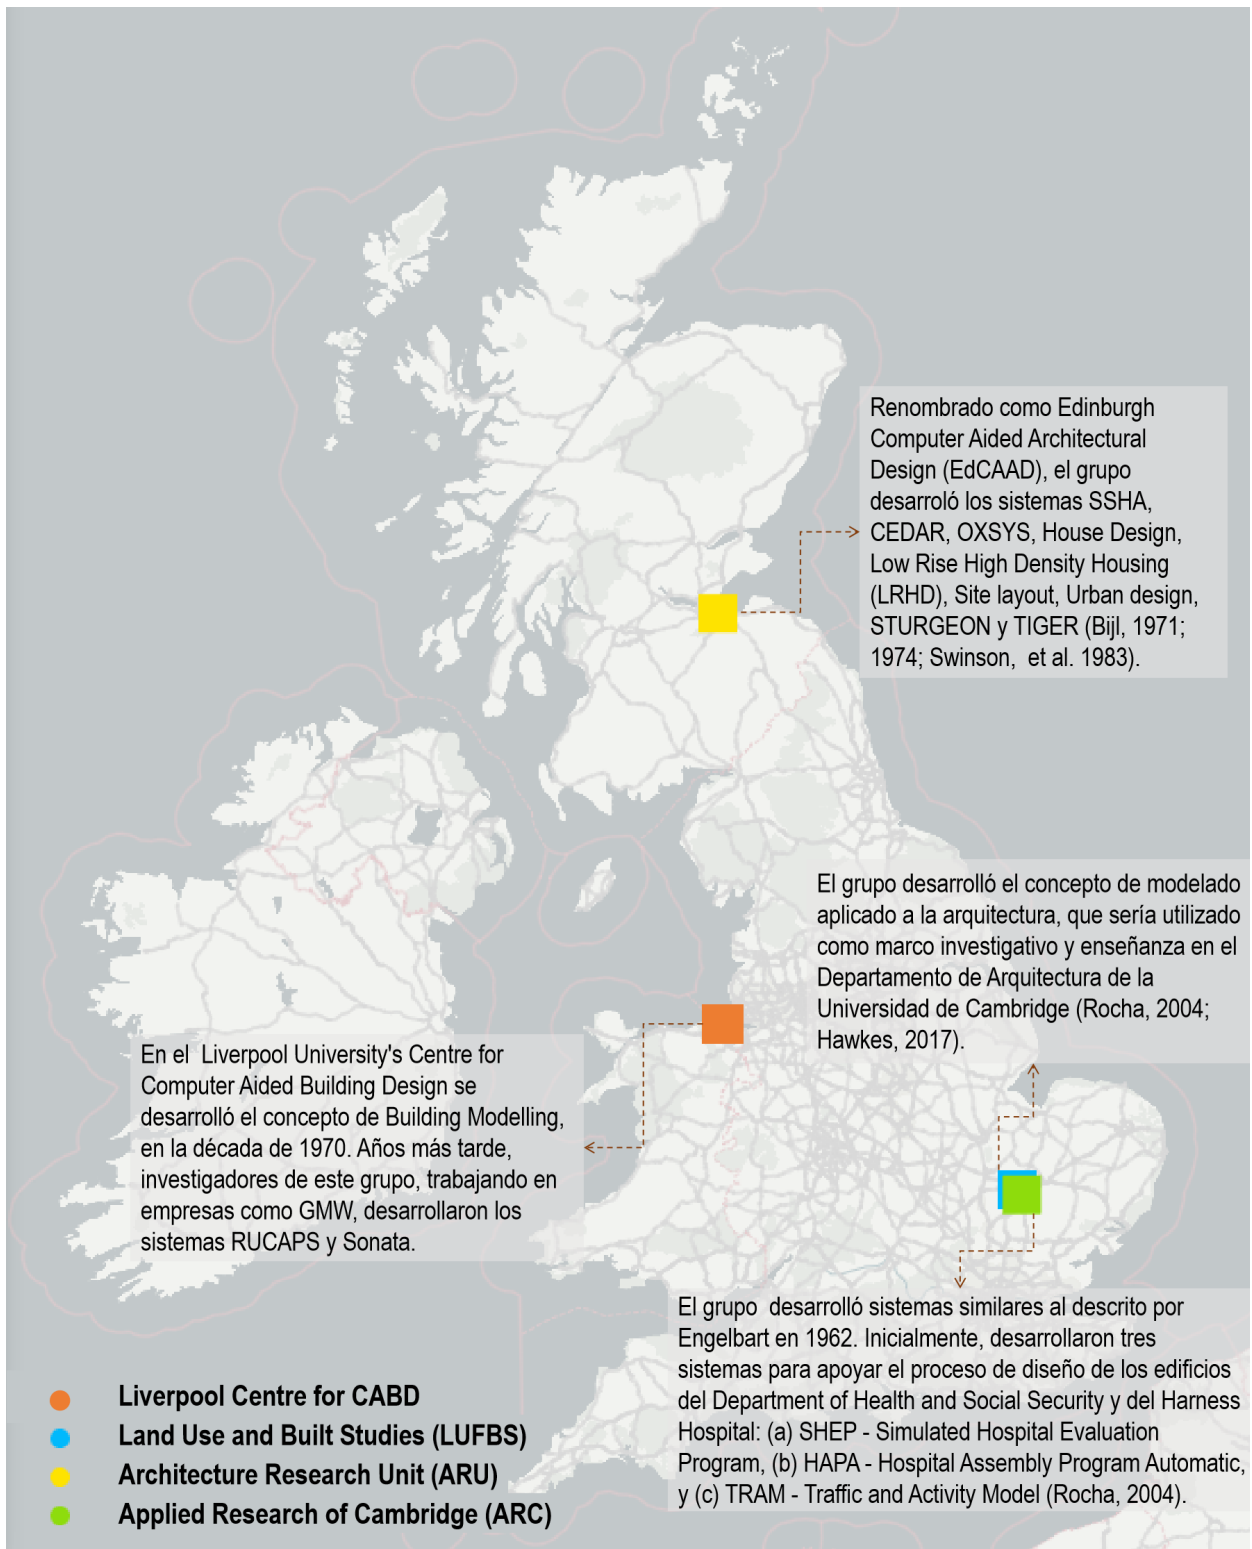 Renombrado como Edinburgh
Computer Aided Architectural
Design (EdCAAD), el grupo
desarroló los sistemas SSHA,
CEDAR, OXSYS, House Design,
Low Rise High Density Housing
(LRHD), Site layout, Urban design,
STURGEON y TIGER (Bijl, 1971;
1974; Swinson, et al. 1983).
El grupo desarrolló el concepto de modelado
aplicado a la arquitectura, que sería utilizado
como marco investigativo y enseñanza en el
Departamento de Arquitectura de la
Universidad de Cambridge (Rocha, 2004;
Hawkes, 2017).
En el Liverpool University's Centre for
Computer Aided Building Design se
desarrolló el concepto de Building Modelling,
en la década de 1970. Años más tarde,
investigadores de este grupo, trabajando en
empresas como GMW, desarrollaron los
sistemas RUCAPS y Sonata.
El grupo desarrolló sistemas similares al descrito por
Engelbart en 1962. Inicialmente, desarrollaron tres
sistemas para apoyar el proceso de diseño de los edificios
del Department of Health and Social Security y del Harness
Hospital: (a) SHEP - Simulated Hospital Evaluation
Program, (b) HAPA - Hospital Assembly Program Automatic,
y (c) TRAM - Traffic and Activity Model (Rocha, 2004).
Liverpool Centre for CABD
Land Use and Built Studies (LUFBS)
Architecture Research Unit (ARU)
Applied Research of Cambridge (ARC)